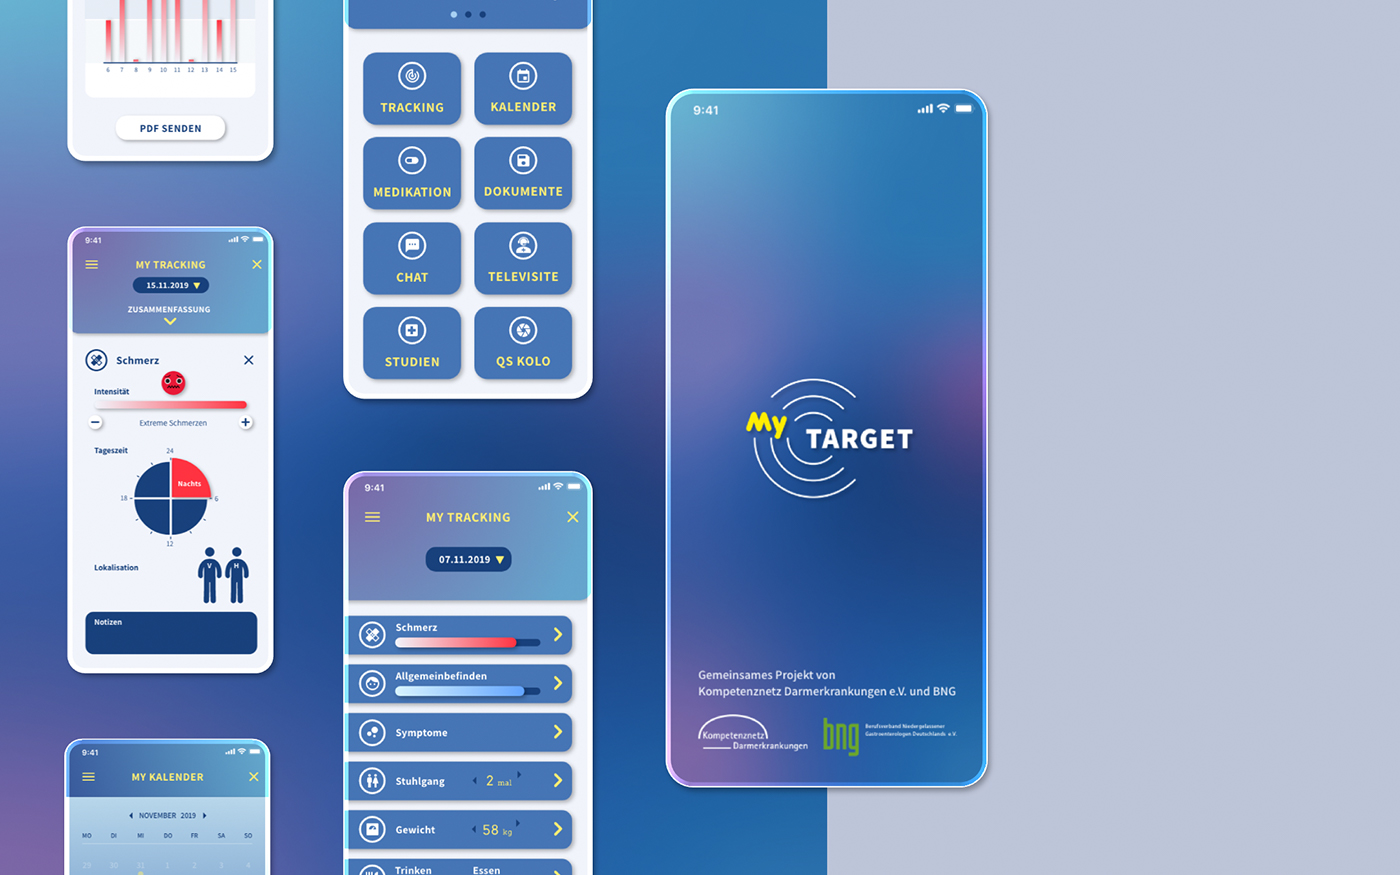 6 7 8 9 10 11 12 13 14 15
PDF SENDEN
9:41
MY TRACKING
15.11.2019
ZUSAMMENFASSUNG
Schmerz
Intensität
Extreme Schmerzen
Tageszeit
24
Nachts
18
6
12
Lokalisation
V H
Notizen
9:41
MY KALENDER
NOVEMBER 2019
MO DI MI DO FR SA SO
29 30 31 1 2 3 4
TRACKING
KALENDER
MEDIKATION
DOKUMENTE
CHAT
TELEVISITE
STUDIEN
QS KOLO
9:41
MY TRACKING
07.11.2019
Schmerz
Allgemeinbefinden
Symptome
Stuhlgang 2 mal
Gewicht 58 kg
Trinken Essen
9:41
My TARGET
Gemeinsames Projekt von
Kompetenznetz Darmerkrankungen e.V. und BNG
Kompetenznetz
Darmerkrankungen
bng
Berufsverband Niedergelassener
Gastroenterologen Deutschlands e.V.